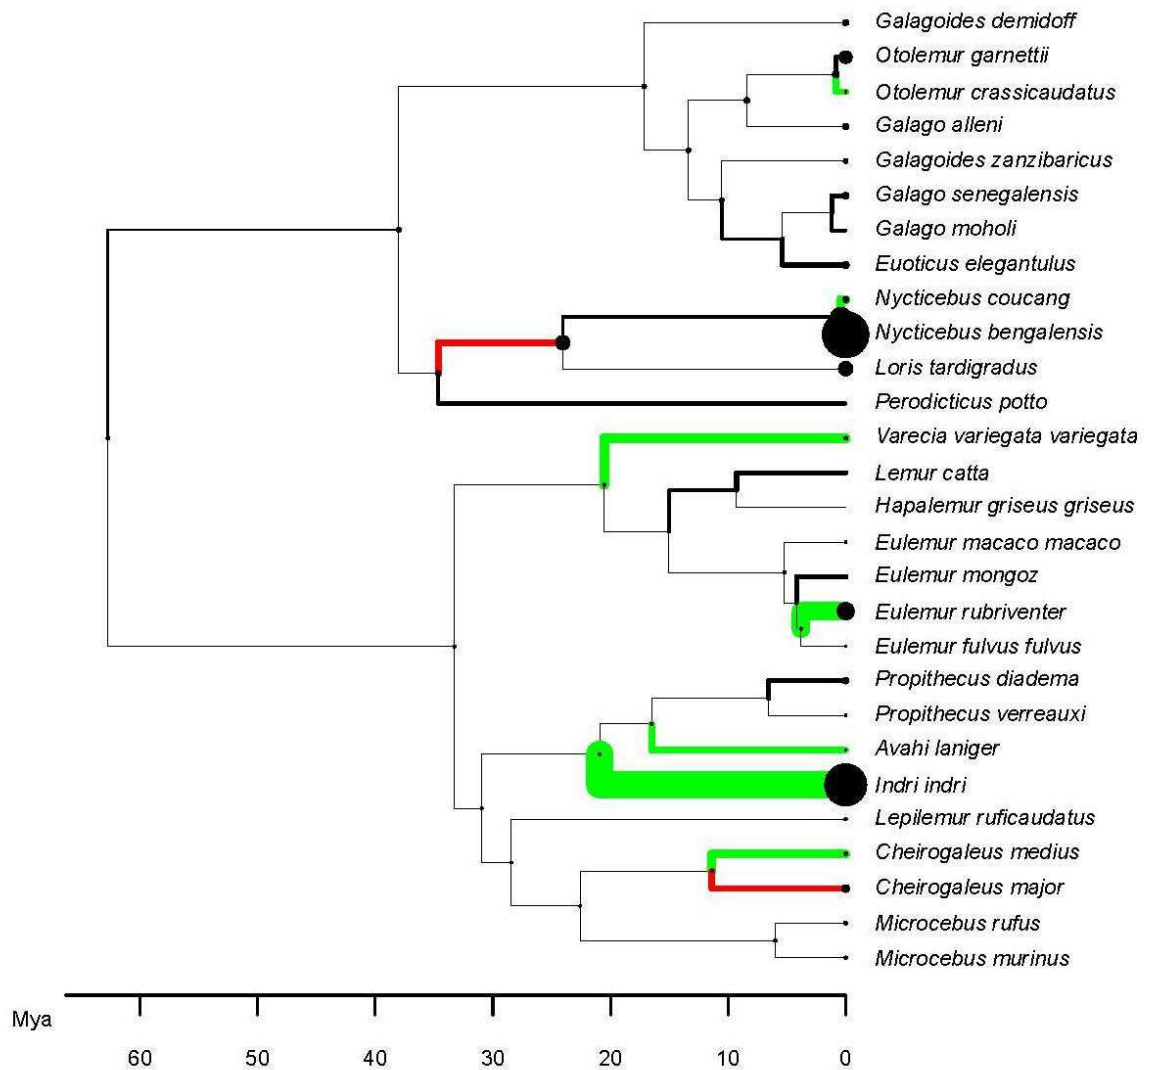 Galagoides demidoff
Otolemur garnettii
Otolemur crassicaudatus
Galago alleni
Galagoides zanzibaricus
Galago senegalensis
Galago moholi
Euoticus elegantulus
Nycticebus coucang
Nycticebus bengalensis
Loris tardigradus
Perodicticus potto
Varecia variegata variegata
Lemur catta
Hapalemur griseus griseus
Eulemur macaco macaco
Eulemur mongoz
Eulemur rubriventer
Eulemur fulvus fulvus
Propithecus diadema
Propithecus verreauxi
Avahi laniger
Indri indri
Lepilemur ruficaudatus
Cheirogaleus medius
Cheirogaleus major
Microcebus rufus
Microcebus murinus
Mya
60 50 40 30 20 10 0